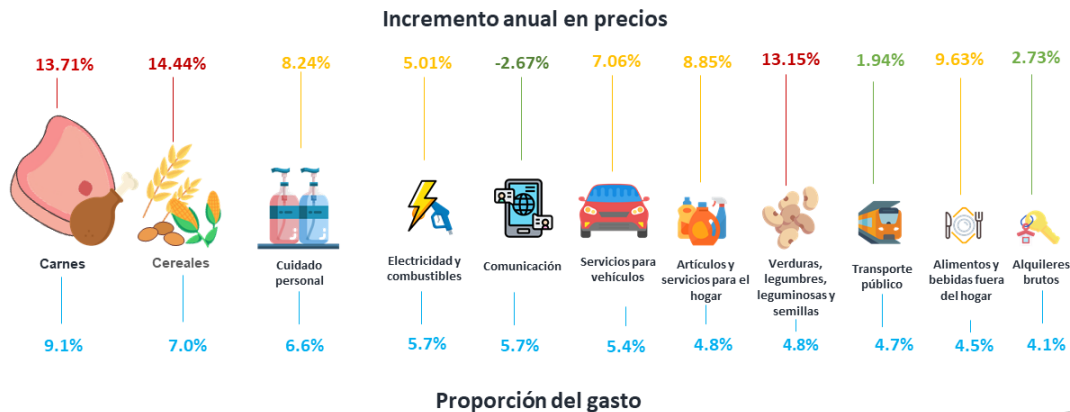 Incremento anual en precios
13.71% 14.44% 8.24% 5.01% -2.67% 7.06% 8.85% 13.15% 1.94% 9.63% 2.73%
Carnes
Cereales
Cuidado
personal
Electricidad y
combustibles
Comunicación
Servicios para
vehículos
Artículos y
servicios para el
hogar
Verduras,
legumbres,
leguminosas y
semillas
Transporte
público
Alimentos y
bebidas fuera
del hogar
Alquileres
brutos
9.1% 7.0% 6.6% 5.7% 5.7% 5.4% 4.8% 4.8% 4.7% 4.5% 4.1%
Proporción del gasto